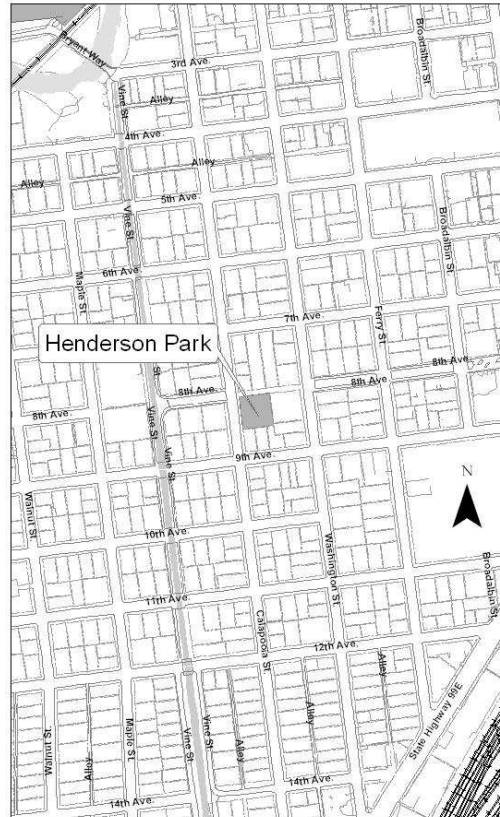 Bryant Way
3rd Ave.
Broadalbin St.
Vine St.
Alley
4th Ave.
Alley
Alley
5th Ave.
Vine St.
Broadalbin St.
6th Ave.
Maple St.
7th Ave.
Ferry St.
Henderson Park
St.
8th Ave.
8th Ave.
8th Ave.
8th Ave.
Vine St.
Vine St.
9th Ave.
N
Walnut St.
10th Ave.
Washington St.
Broadalbin St.
11th Ave.
Calapooia St.
12th Ave.
Alley
State Highway 99E
Walnut St.
Alley
Maple St.
Vine St.
Vine St.
Alley
Alley
14th Ave.
14th Ave.